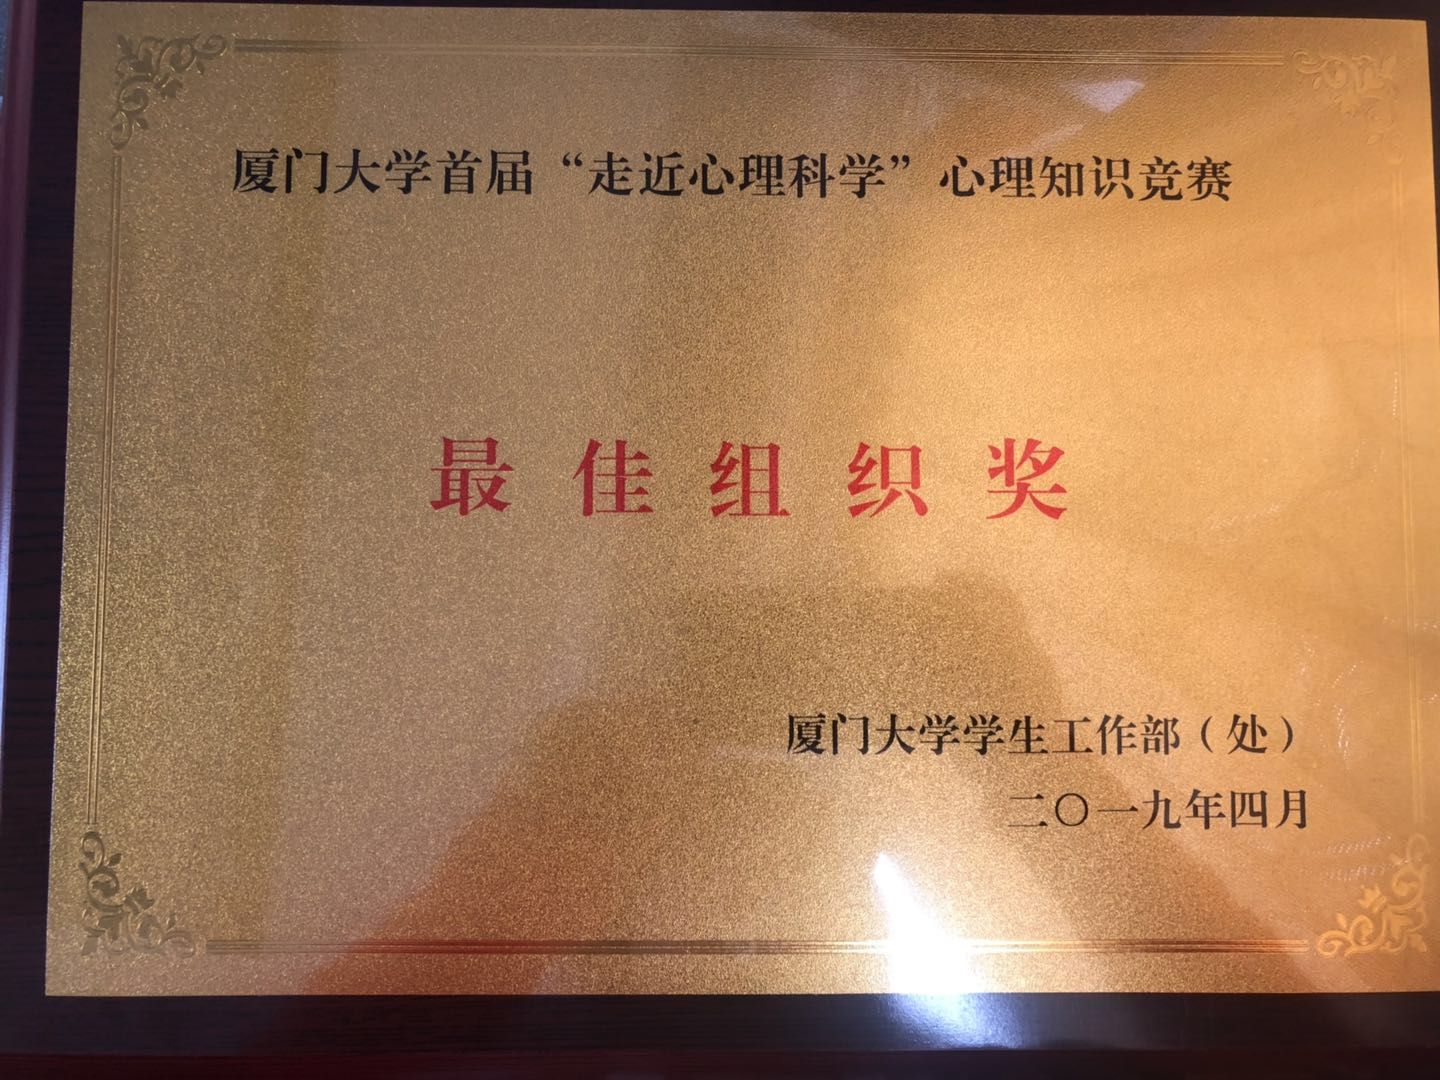 厦门大学首届“走近心理科学”心理知识竞赛
最佳组织奖
厦门大学学生工作部（处）
二〇一九年四月